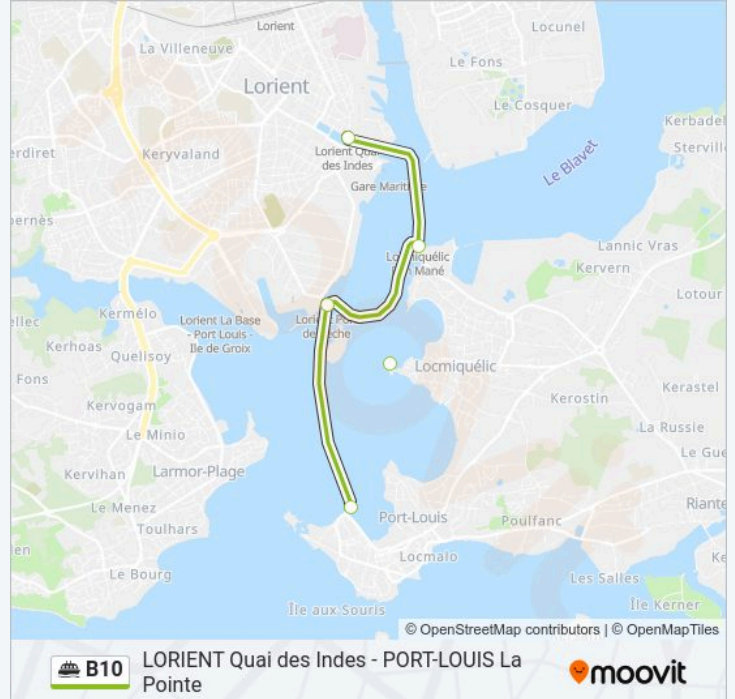 Lorient
Locunel
La Villeneuve
Le Fons
Lorient
Le Cosquer
Kerbadel
erdiret
Keryvaland
Lorient Quai
des Indes
Le Blavet
Gare Maritime
pernès
Locmiquélic
Lannic Vras
Kervern
Lotour
Kermélo
ellec
Lorient La Base
- Port Louis -
Ile de Groix
Kerhoas
Quelisoy
Fons
Locmiquélic
Kervogam
Kerostin
Kerastel
La Russie
Le Minio
Le Gue
Kervihan
Larmor-Plage
Le Menez
Toulhars
Port-Louis
Poulfanc
Riante
len
Locmalo
Le Bourg
Les Salles
Île aux Souris
Île Kerner
© OpenStreetMap contributors | © OpenMapTiles
B10
LORIENT Quai des Indes - PORT-LOUIS La
Pointe
moovit